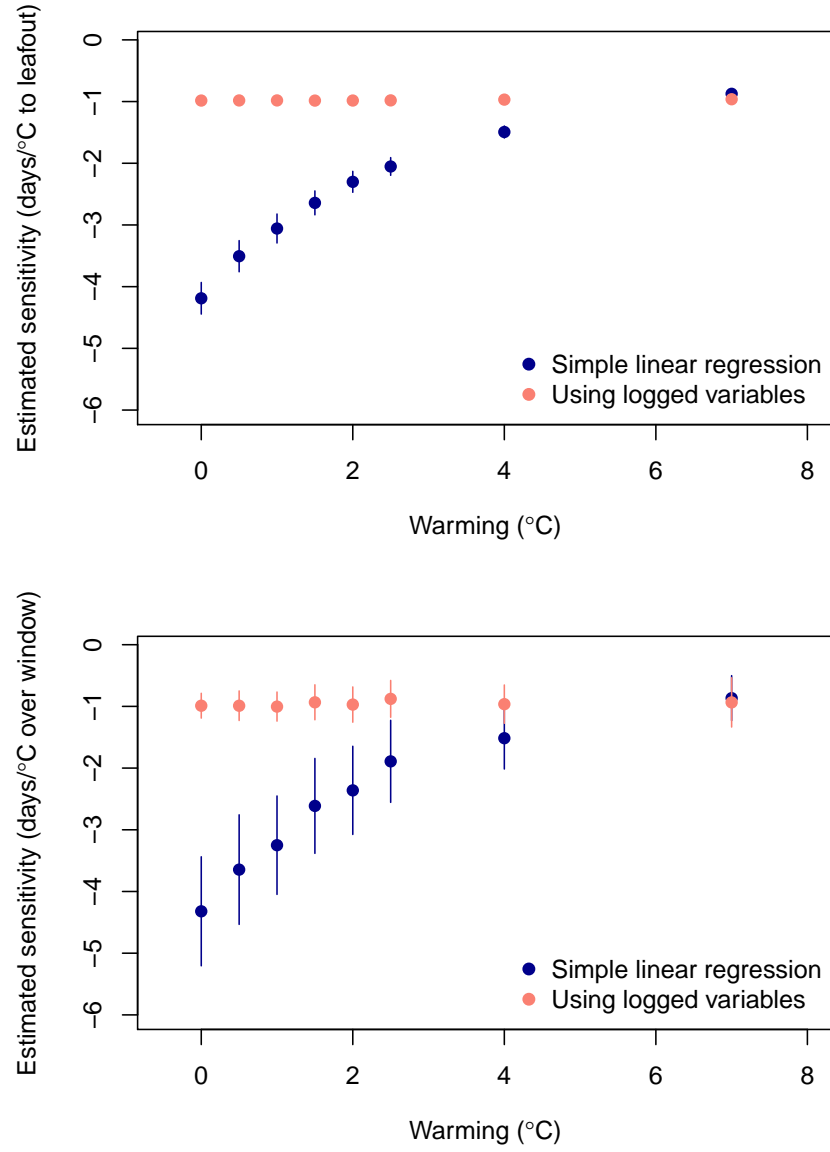 Estimated sensitivity (days/°C to leafout)
0
−1
−2
−3
−4
−5
−6
Simple linear regression
Using logged variables
0 2 4 6 8
Warming (°C)
Estimated sensitivity (days/°C over window)
0
−1
−2
−3
−4
−5
−6
Simple linear regression
Using logged variables
0 2 4 6 8
Warming (°C)